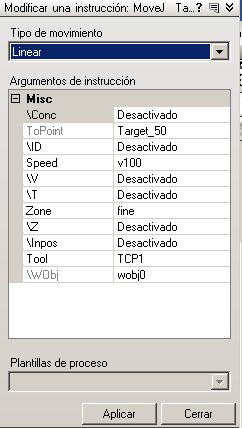 Modificar una instrucción: MoveJ Ta...?
Tipo de movimiento
Linear
Argumentos de instrucción
Misc
\Conc Desactivado
ToPoint Target_50
\ID Desactivado
Speed v100
\V Desactivado
\T Desactivado
Zone fine
\Z Desactivado
\Inpos Desactivado
Tool TCP1
\WObj wobj0
Plantillas de proceso
Aplicar Cerrar